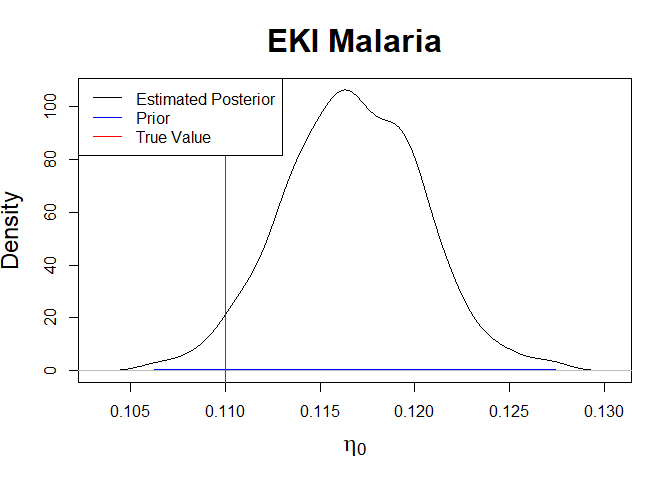 EKI Malaria
Estimated Posterior
Prior
True Value
Density
0
20
40
60
80
100
0.105 0.110 0.115 0.120 0.125 0.130
η0